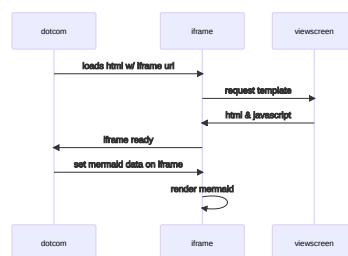 dotcom
iframe
viewscreen
loads html w/ iframe url
request template
html & javascript
iframe ready
set mermaid data on iframe
render mermaid
dotcom
iframe
viewscreen